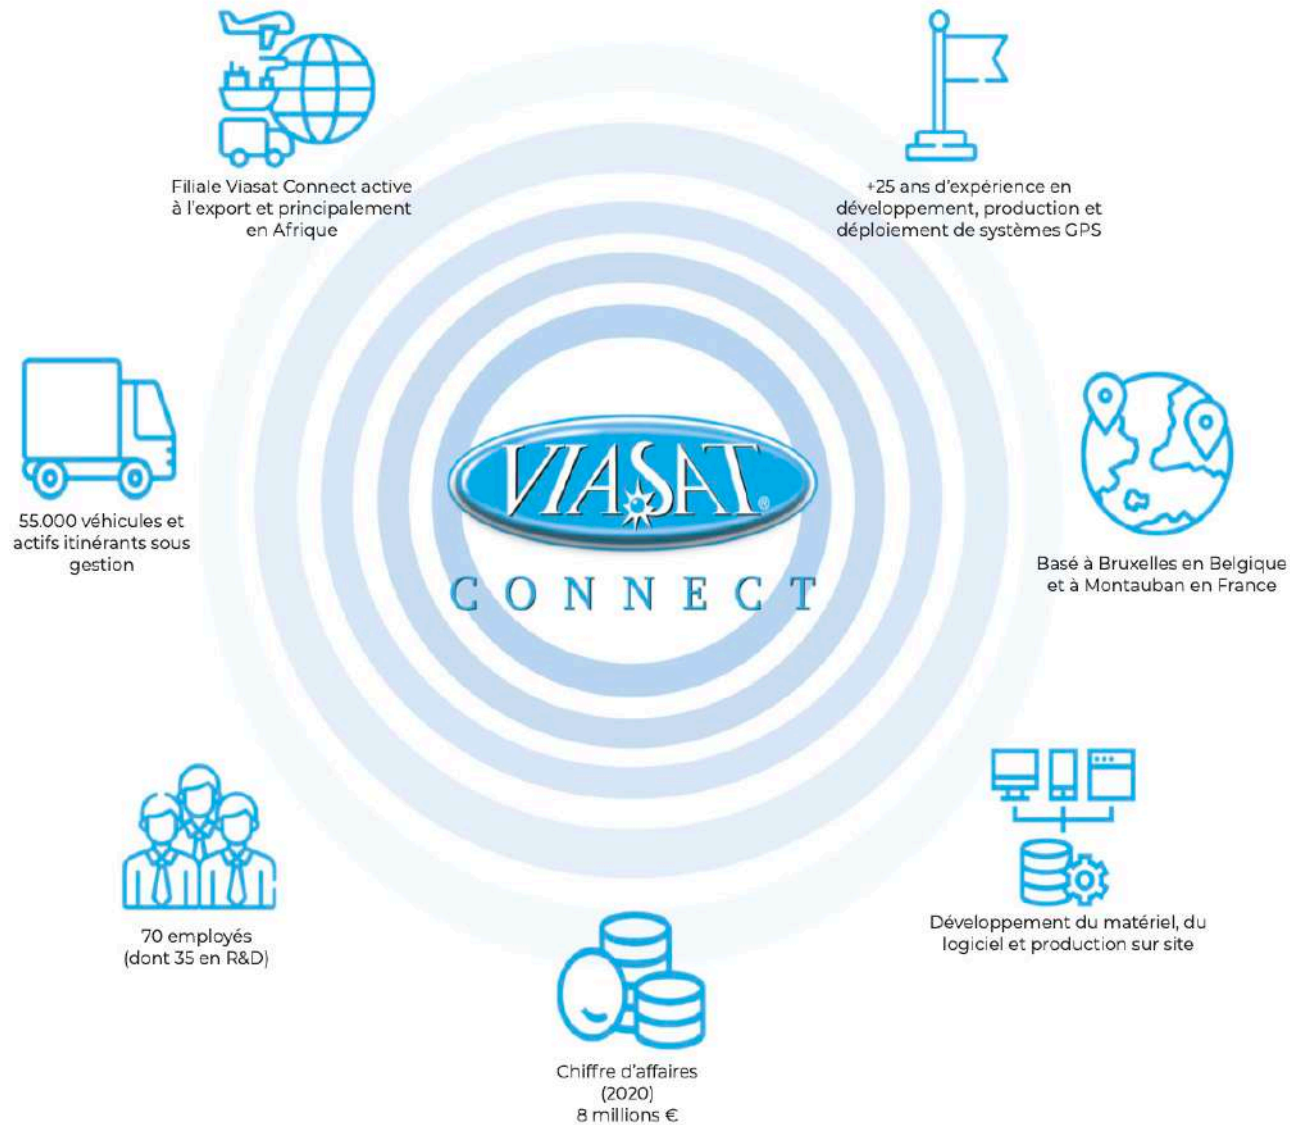 Filiale Viasat Connect active
à l'export et principalement
en Afrique
+25 ans d'expérience en
développement, production et
déploiement de systèmes GPS
55.000 véhicules et
actifs itinérants sous
gestion
VIASAT®
CONNECT
Basé à Bruxelles en Belgique
et à Montauban en France
70 employés
(dont 35 en R&D)
Développement du matériel, du
logiciel et production sur site
Chiffre d'affaires
(2020)
8 millions €